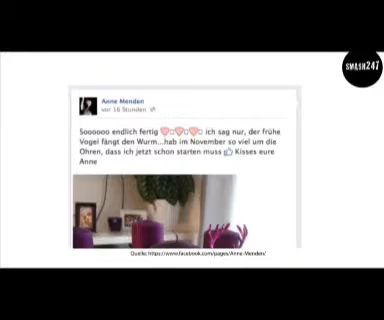 SMASH247
Anne Menden
vor 16 Stunden
Soooooo endlich fertig ❤️□❤️□❤️□ ich sag nur, der frühe
Vogel fängt den Wurm...hab im November so viel um die
Ohren, dass ich jetzt schon starten muss 👍 Kisses eure
Anne
Quelle: https://www.facebook.com/pages/Anne-Menden/